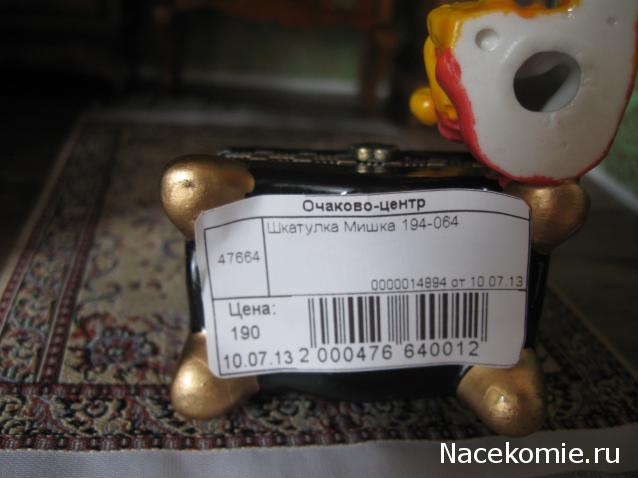 Очаково-центр
47664
Шкатулка Мишка 194-064
0000014894 от 10.07.13
Цена:
190
10.07.13
2 000476 640012
Nacekomie.ru